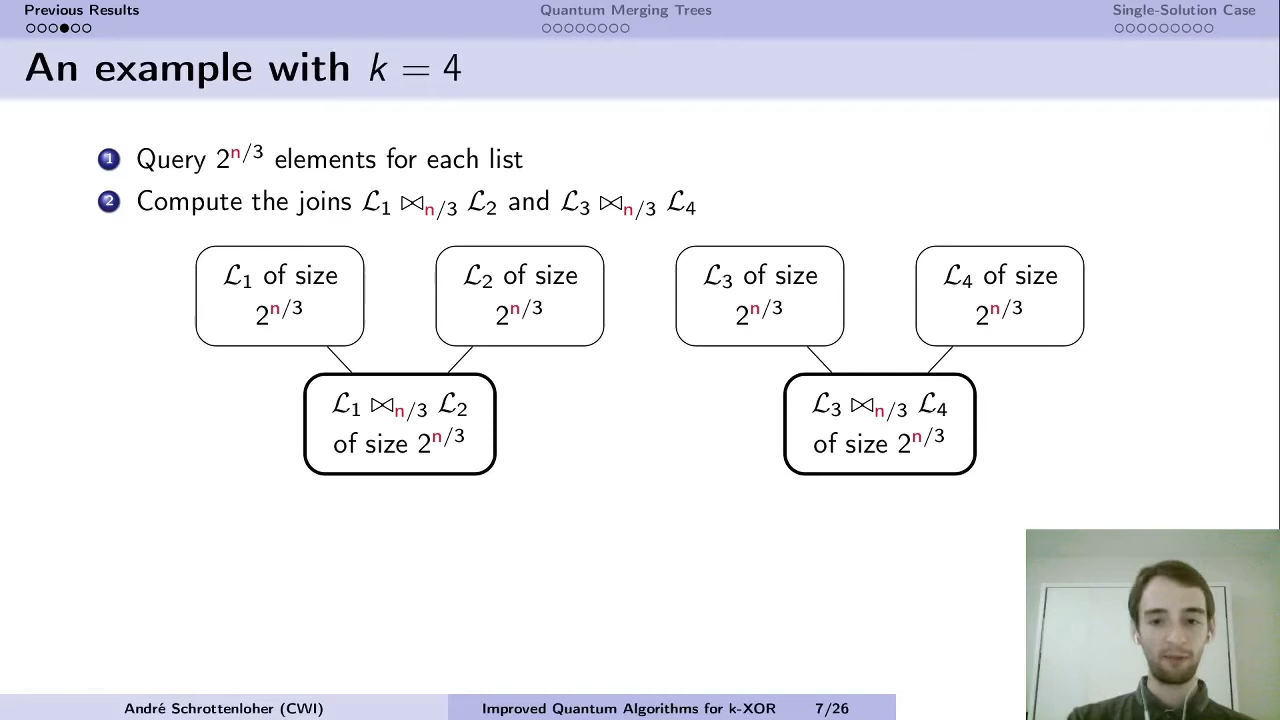 Previous Results
Quantum Merging Trees
Single-Solution Case
An example with k = 4
1 Query 2^{n/3} elements for each list
2 Compute the joins ℒ₁ ⋈_{n/3} ℒ₂ and ℒ₃ ⋈_{n/3} ℒ₄
ℒ₁ of size
2^{n/3}
ℒ₂ of size
2^{n/3}
ℒ₃ of size
2^{n/3}
ℒ₄ of size
2^{n/3}
ℒ₁ ⋈_{n/3} ℒ₂
of size 2^{n/3}
ℒ₃ ⋈_{n/3} ℒ₄
of size 2^{n/3}
André Schrottenloher (CWI)
Improved Quantum Algorithms for k-XOR
7/26